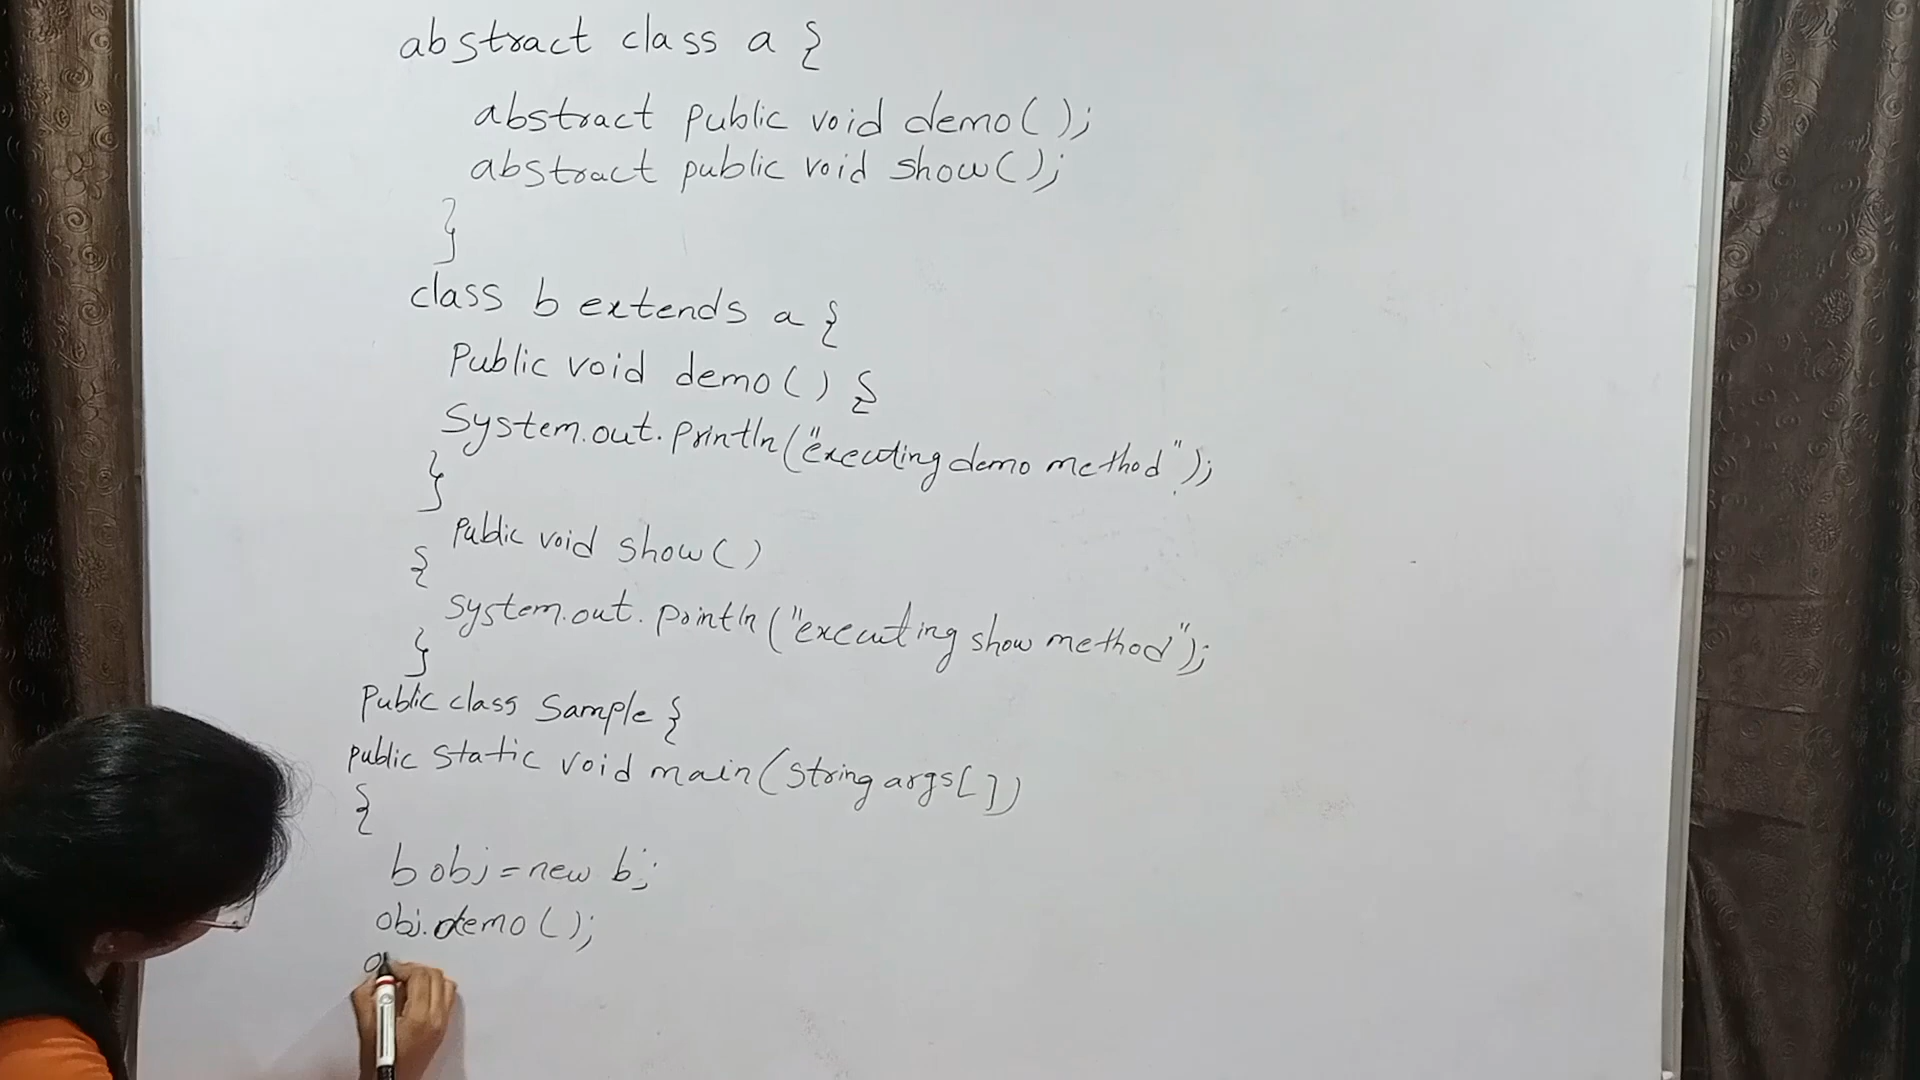 abstract class a {
abstract public void demo();
abstract public void show();
}
class b extends a {
Public void demo() {
System.out.println("executing demo method");
}
Public void show()
{
System.out.println("executing show method");
}
Public class Sample {
public static void main(String args[])
{
b obj = new b;
obj.demo();
o